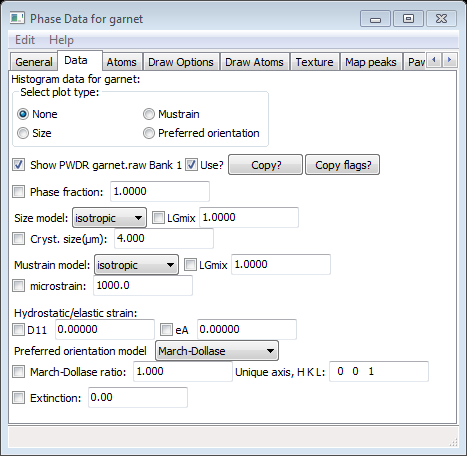 Phase Data for garnet
Edit Help
General Data Atoms Draw Options Draw Atoms Texture Map peaks Paw
Histogram data for garnet:
Select plot type:
None Mustrain
Size Preferred orientation
Show PWDR garnet.raw Bank 1 Use? Copy? Copy flags?
Phase fraction: 1.0000
Size model: isotropic LGmix 1.0000
Cryst. size(μm): 4.000
Mustrain model: isotropic LGmix 1.0000
microstrain: 1000.0
Hydrostatic/elastic strain:
D11 0.00000 eA 0.00000
Preferred orientation model March-Dollase
March-Dollase ratio: 1.000 Unique axis, H K L: 0 0 1
Extinction: 0.00